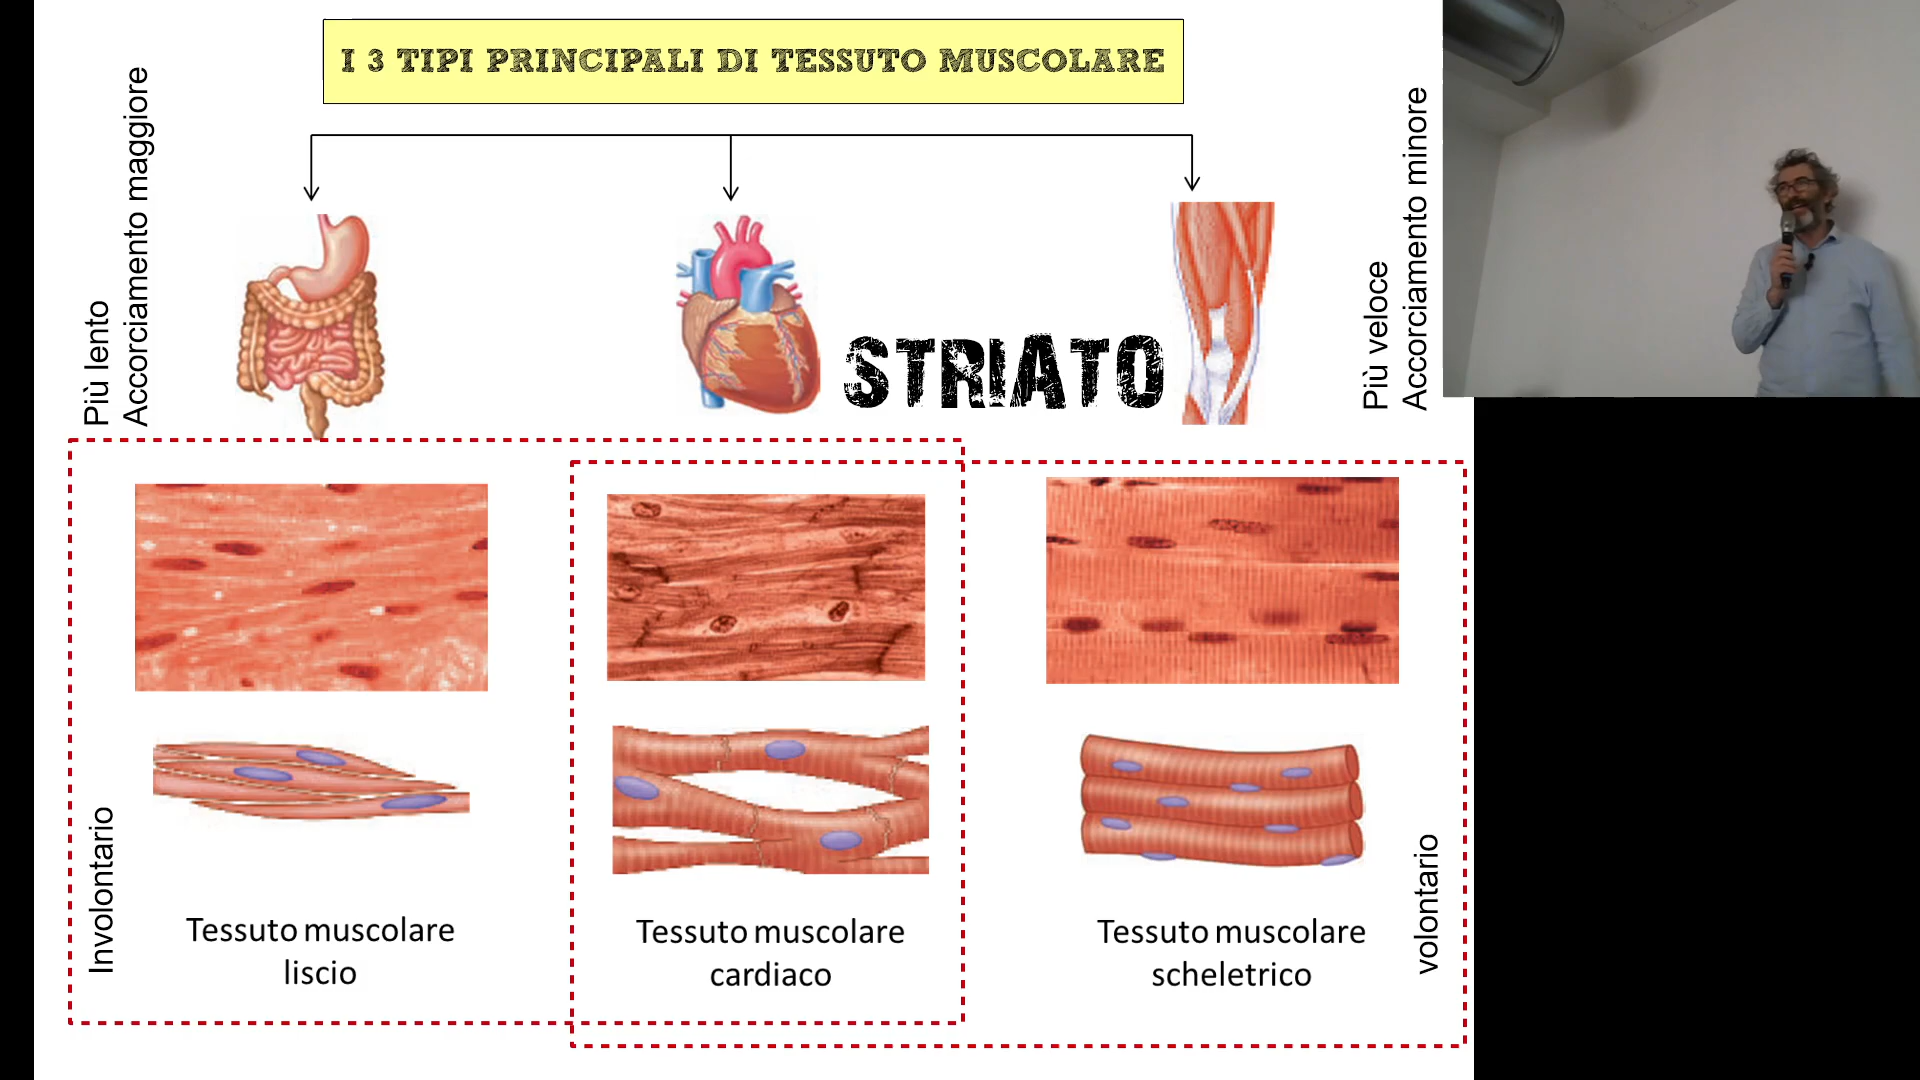 I 3 TIPI PRINCIPALI DI TESSUTO MUSCOLARE
Più lento
Accorciamento maggiore
Più veloce
Accorciamento minore
STRIATO
Involontario
volontario
Tessuto muscolare
liscio
Tessuto muscolare
cardiaco
Tessuto muscolare
scheletrico